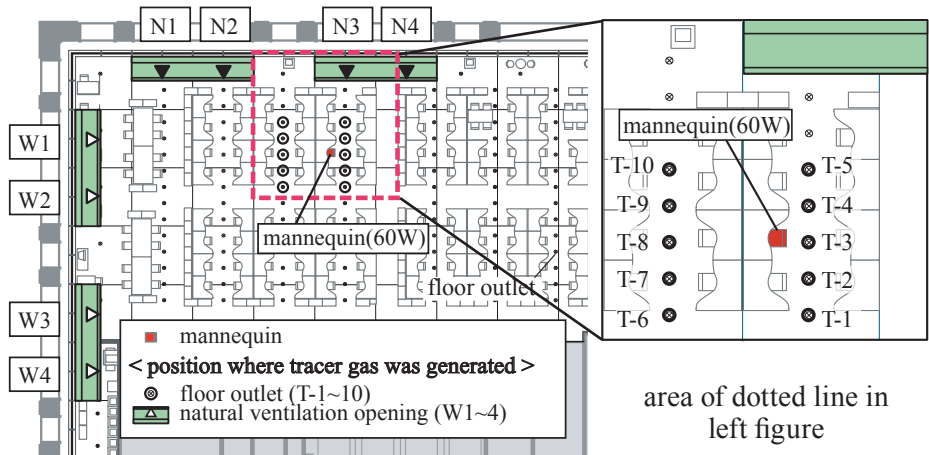 N1
N2
N3
N4
W1
W2
W3
W4
mannequin(60W)
floor outlet
mannequin
< position where tracer gas was generated >
floor outlet (T-1~10)
natural ventilation opening (W1~4)
mannequin(60W)
T-10
T-5
T-9
T-4
T-8
T-3
T-7
T-2
T-6
T-1
area of dotted line in
left figure